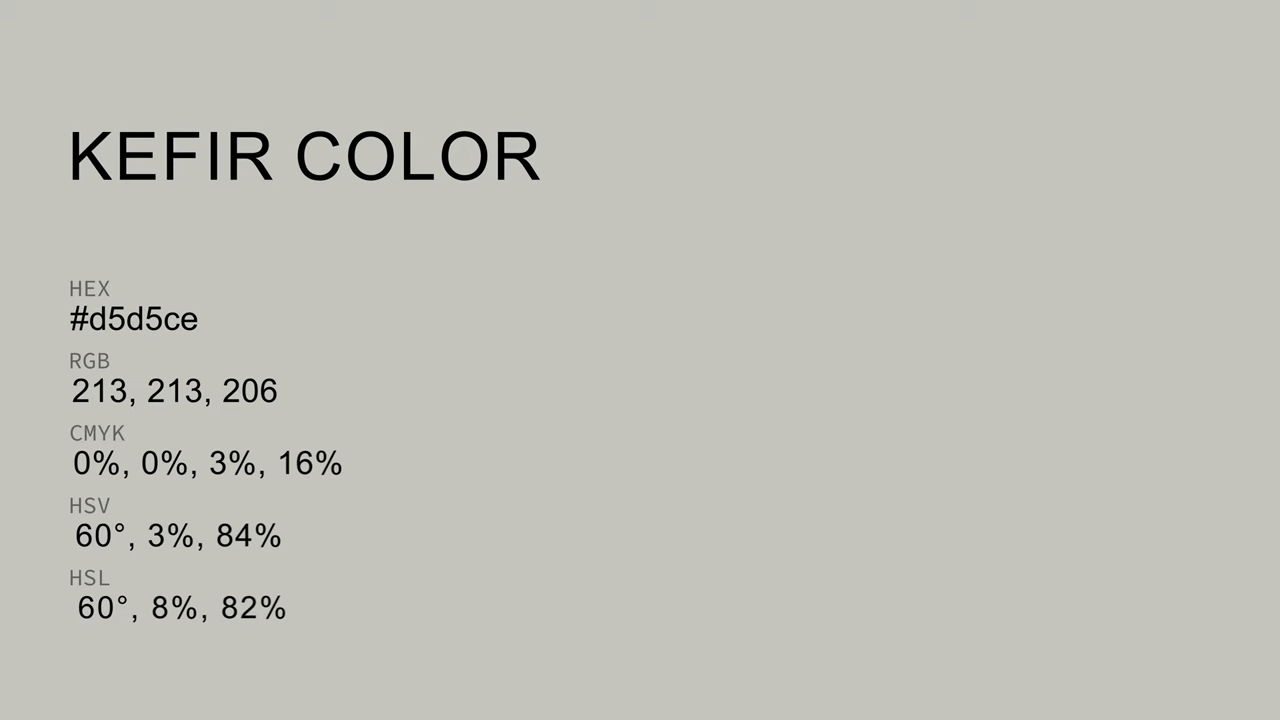 KEFIR COLOR
HEX
#d5d5ce
RGB
213, 213, 206
CMYK
0%, 0%, 3%, 16%
HSV
60°, 3%, 84%
HSL
60°, 8%, 82%